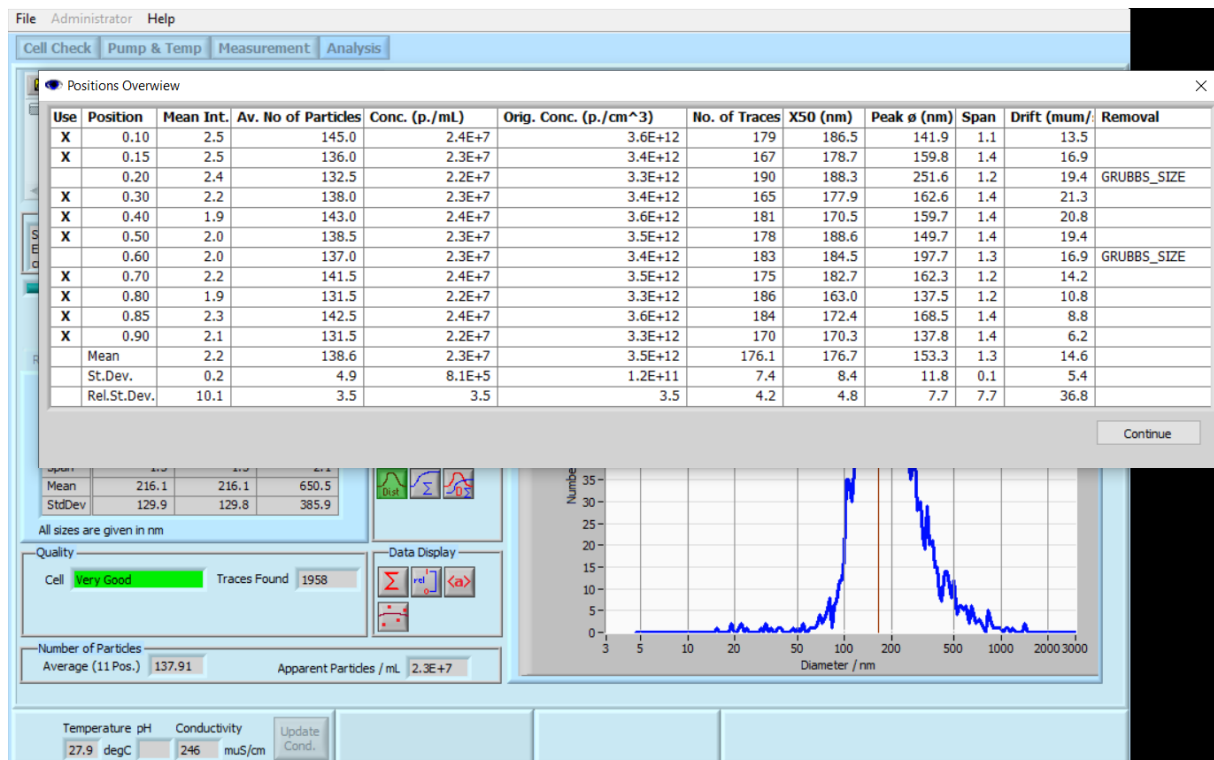 File Administrator Help
Cell Check Pump & Temp Measurement Analysis
Positions Overwiew
Use Position Mean Int. Av. No of Particles Conc. (p./mL) Orig. Conc. (p./cm^3) No. of Traces X50 (nm) Peak ø (nm) Span Drift (mum/ Removal
X 0.10 2.5 145.0 2.4E+7 3.6E+12 179 186.5 141.9 1.1 13.5
X 0.15 2.5 136.0 2.3E+7 3.4E+12 167 178.7 159.8 1.4 16.9
0.20 2.4 132.5 2.2E+7 3.3E+12 190 188.3 251.6 1.2 19.4 GRUBBS_SIZE
X 0.30 2.2 138.0 2.3E+7 3.4E+12 165 177.9 162.6 1.4 21.3
X 0.40 1.9 143.0 2.4E+7 3.6E+12 181 170.5 159.7 1.4 20.8
X 0.50 2.0 138.5 2.3E+7 3.5E+12 178 188.6 149.7 1.4 19.4
0.60 2.0 137.0 2.3E+7 3.4E+12 183 184.5 197.7 1.3 16.9 GRUBBS_SIZE
X 0.70 2.2 141.5 2.4E+7 3.5E+12 175 182.7 162.3 1.2 14.2
X 0.80 1.9 131.5 2.2E+7 3.3E+12 186 163.0 137.5 1.2 10.8
X 0.85 2.3 142.5 2.4E+7 3.6E+12 184 172.4 168.5 1.4 8.8
X 0.90 2.1 131.5 2.2E+7 3.3E+12 170 170.3 137.8 1.4 6.2
Mean 2.2 138.6 2.3E+7 3.5E+12 176.1 176.7 153.3 1.3 14.6
St.Dev. 0.2 4.9 8.1E+5 1.2E+11 7.4 8.4 11.8 0.1 5.4
Rel.St.Dev. 10.1 3.5 3.5 3.5 4.2 4.8 7.7 7.7 36.8
Continue
Mean 216.1 216.1 650.5
StdDev 129.9 129.8 385.9
All sizes are given in nm
Dist Σ DΣ
Quality
Cell Very Good Traces Found 1958
Data Display
Σ rel 1 0 <a>
Number of Particles
Average (11 Pos.) 137.91 Apparent Particles / mL 2.3E+7
Number
35
30
25
20
15
10
5
0
3 5 10 20 50 100 200 500 1000 2000 3000
Diameter / nm
Temperature pH Conductivity
27.9 degC 246 muS/cm
Update Cond.